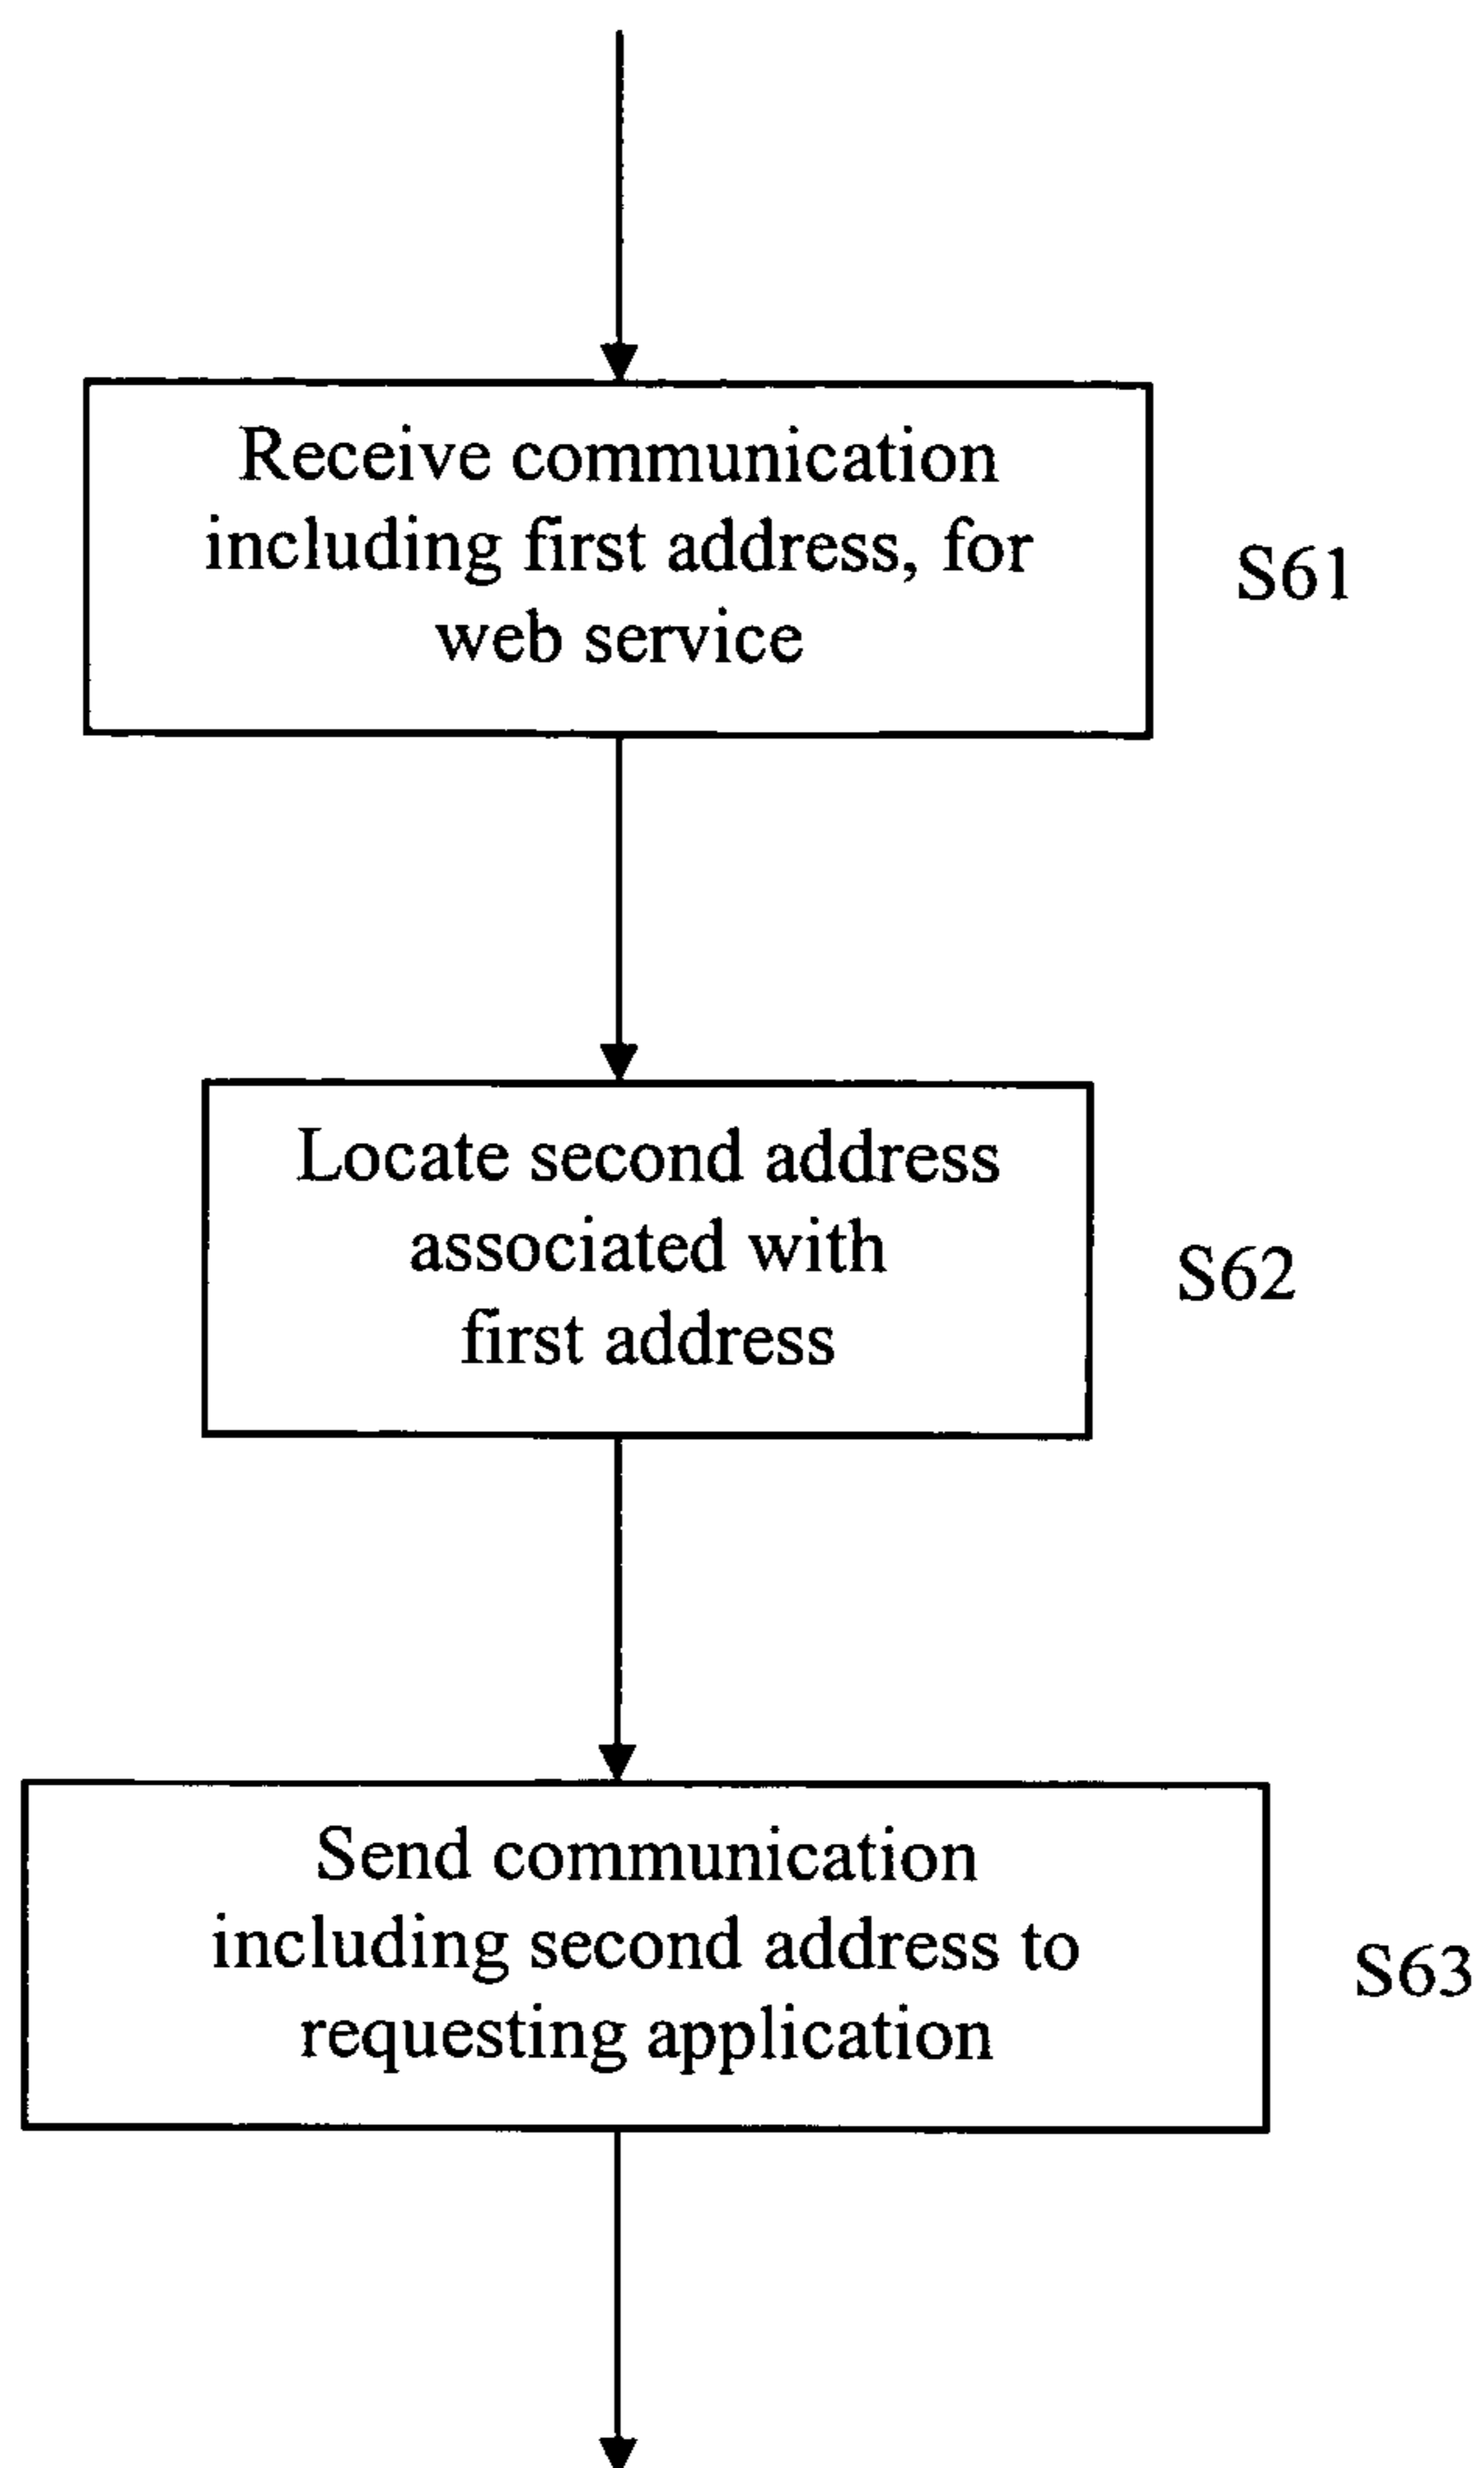 Receive communication
including first address, for
web service
S61
Locate second address
associated with
first address
S62
Send communication
including second address to
requesting application
S63